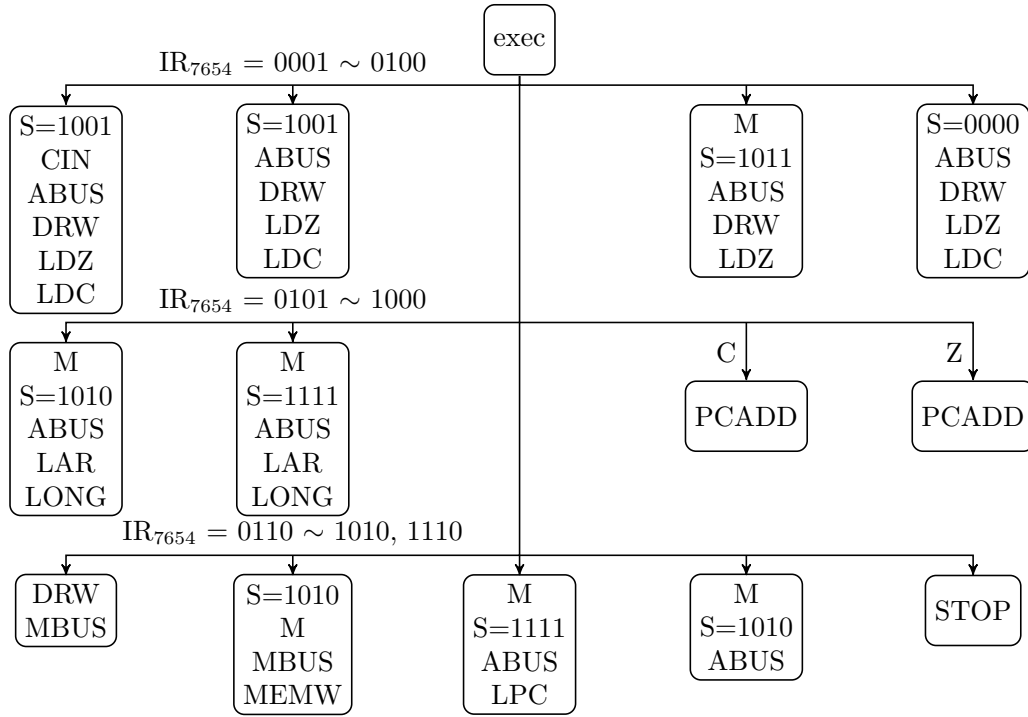 exec
IR7654 = 0001 ∼ 0100
S=1001
CIN
ABUS
DRW
LDZ
LDC
S=1001
ABUS
DRW
LDZ
LDC
M
S=1011
ABUS
DRW
LDZ
S=0000
ABUS
DRW
LDZ
LDC
IR7654 = 0101 ∼ 1000
M
S=1010
ABUS
LAR
LONG
M
S=1111
ABUS
LAR
LONG
C
PCADD
Z
PCADD
IR7654 = 0110 ∼ 1010, 1110
DRW
MBUS
S=1010
M
MBUS
MEMW
M
S=1111
ABUS
LPC
M
S=1010
ABUS
STOP